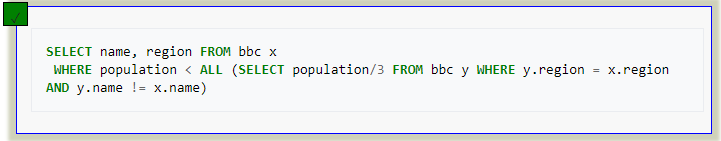 ✓
SELECT name, region FROM bbc x
WHERE population < ALL (SELECT population/3 FROM bbc y WHERE y.region = x.region
AND y.name != x.name)